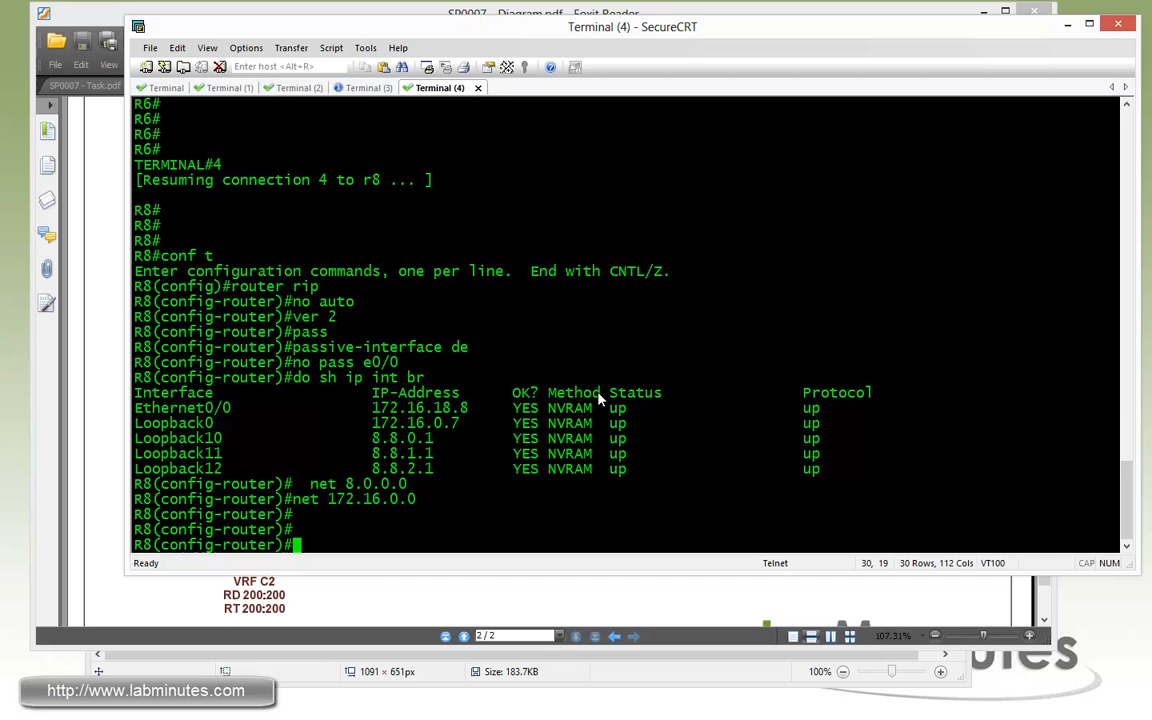 SP0007 - Diagram.pdf - Foxit Reader
Terminal (4) - SecureCRT
File Edit View Options Transfer Script Tools Help
Enter host <Alt+R>
File Edit View
SP0007 - Task.pdf
Terminal Terminal (1) Terminal (2) Terminal (3) Terminal (4)
R6#
R6#
R6#
R6#
TERMINAL#4
[Resuming connection 4 to r8 ... ]
R8#
R8#
R8#
R8#conf t
Enter configuration commands, one per line.  End with CNTL/Z.
R8(config)#router rip
R8(config-router)#no auto
R8(config-router)#ver 2
R8(config-router)#pass
R8(config-router)#passive-interface de
R8(config-router)#no pass e0/0
R8(config-router)#do sh ip int br
Interface IP-Address OK? Method Status Protocol
Ethernet0/0 172.16.18.8 YES NVRAM up up
Loopback0 172.16.0.7 YES NVRAM up up
Loopback10 8.8.0.1 YES NVRAM up up
Loopback11 8.8.1.1 YES NVRAM up up
Loopback12 8.8.2.1 YES NVRAM up up
R8(config-router)#  net 8.0.0.0
R8(config-router)#net 172.16.0.0
R8(config-router)#
R8(config-router)#
R8(config-router)#
Ready Telnet 30, 19 30 Rows, 112 Cols VT100 CAP NUM
VRF C2
RD 200:200
RT 200:200
2 / 2 107.31%
1091 × 651px Size: 183.7KB 100%
http://www.labminutes.com